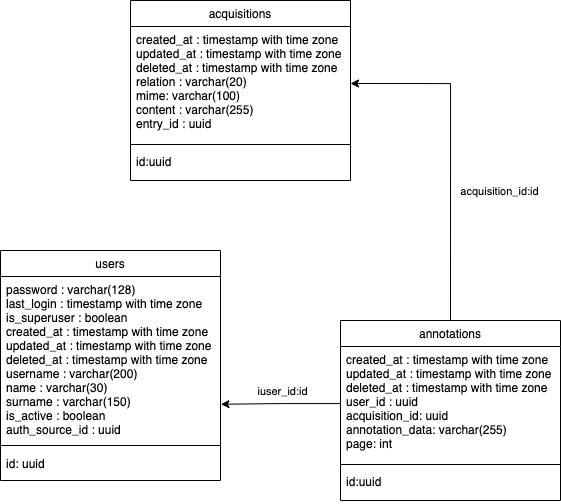 acquisitions
created_at : timestamp with time zone
updated_at : timestamp with time zone
deleted_at : timestamp with time zone
relation : varchar(20)
mime: varchar(100)
content : varchar(255)
entry_id : uuid
id:uuid
acquisition_id:id
users
password : varchar(128)
last_login : timestamp with time zone
is_superuser : boolean
created_at : timestamp with time zone
updated_at : timestamp with time zone
deleted_at : timestamp with time zone
username : varchar(200)
name : varchar(30)
surname : varchar(150)
is_active : boolean
auth_source_id : uuid
id: uuid
iuser_id:id
annotations
created_at : timestamp with time zone
updated_at : timestamp with time zone
deleted_at : timestamp with time zone
user_id : uuid
acquisition_id: uuid
annotation_data: varchar(255)
page: int
id:uuid